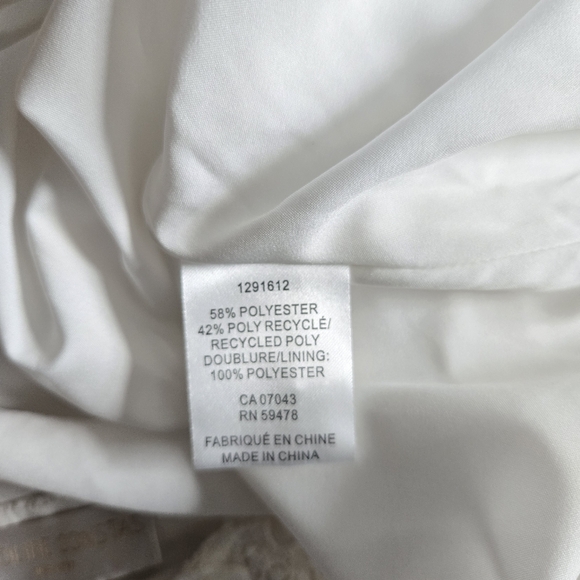 1291612
58% POLYESTER
42% POLY RECYCLÉ/
RECYCLED POLY
DOUBLURE/LINING:
100% POLYESTER
CA 07043
RN 59478
FABRIQUÉ EN CHINE
MADE IN CHINA